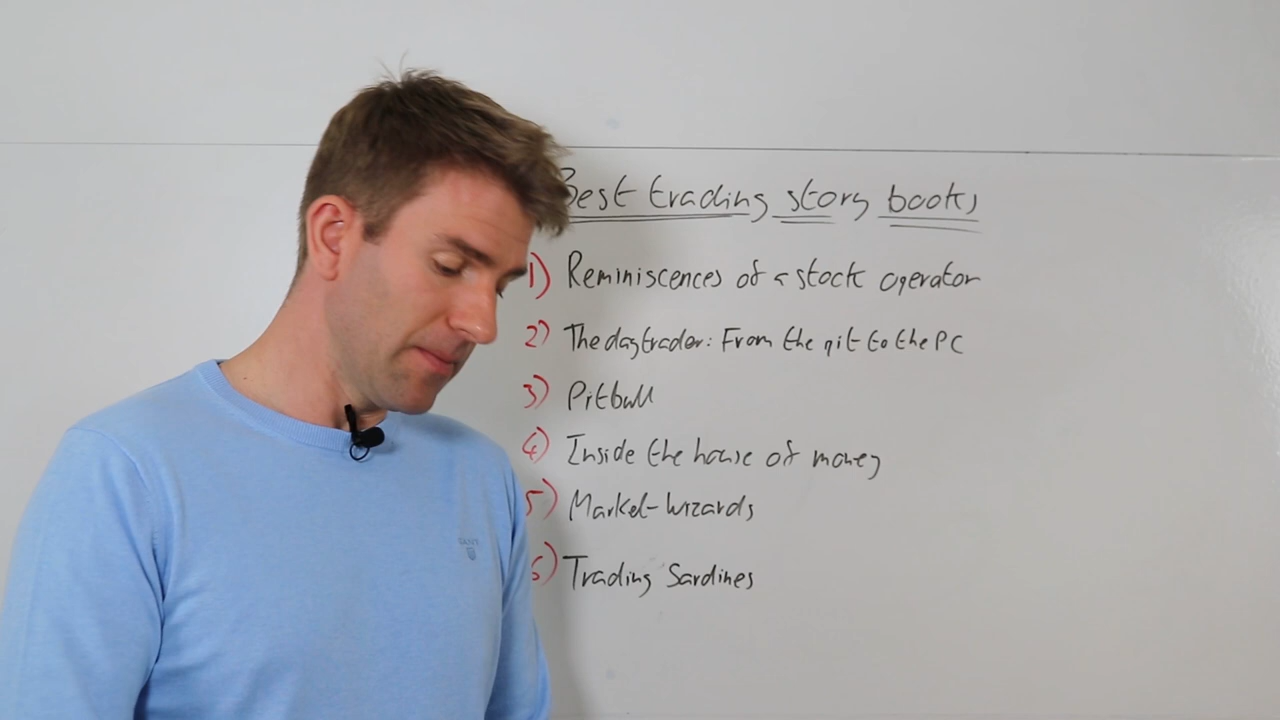 Best trading story books
1) Reminiscences of a stock operator
2) The daytrader: From the pit to the PC
3) Pitbull
4) Inside the house of money
5) Market-wizards
6) Trading Sardines
GANT